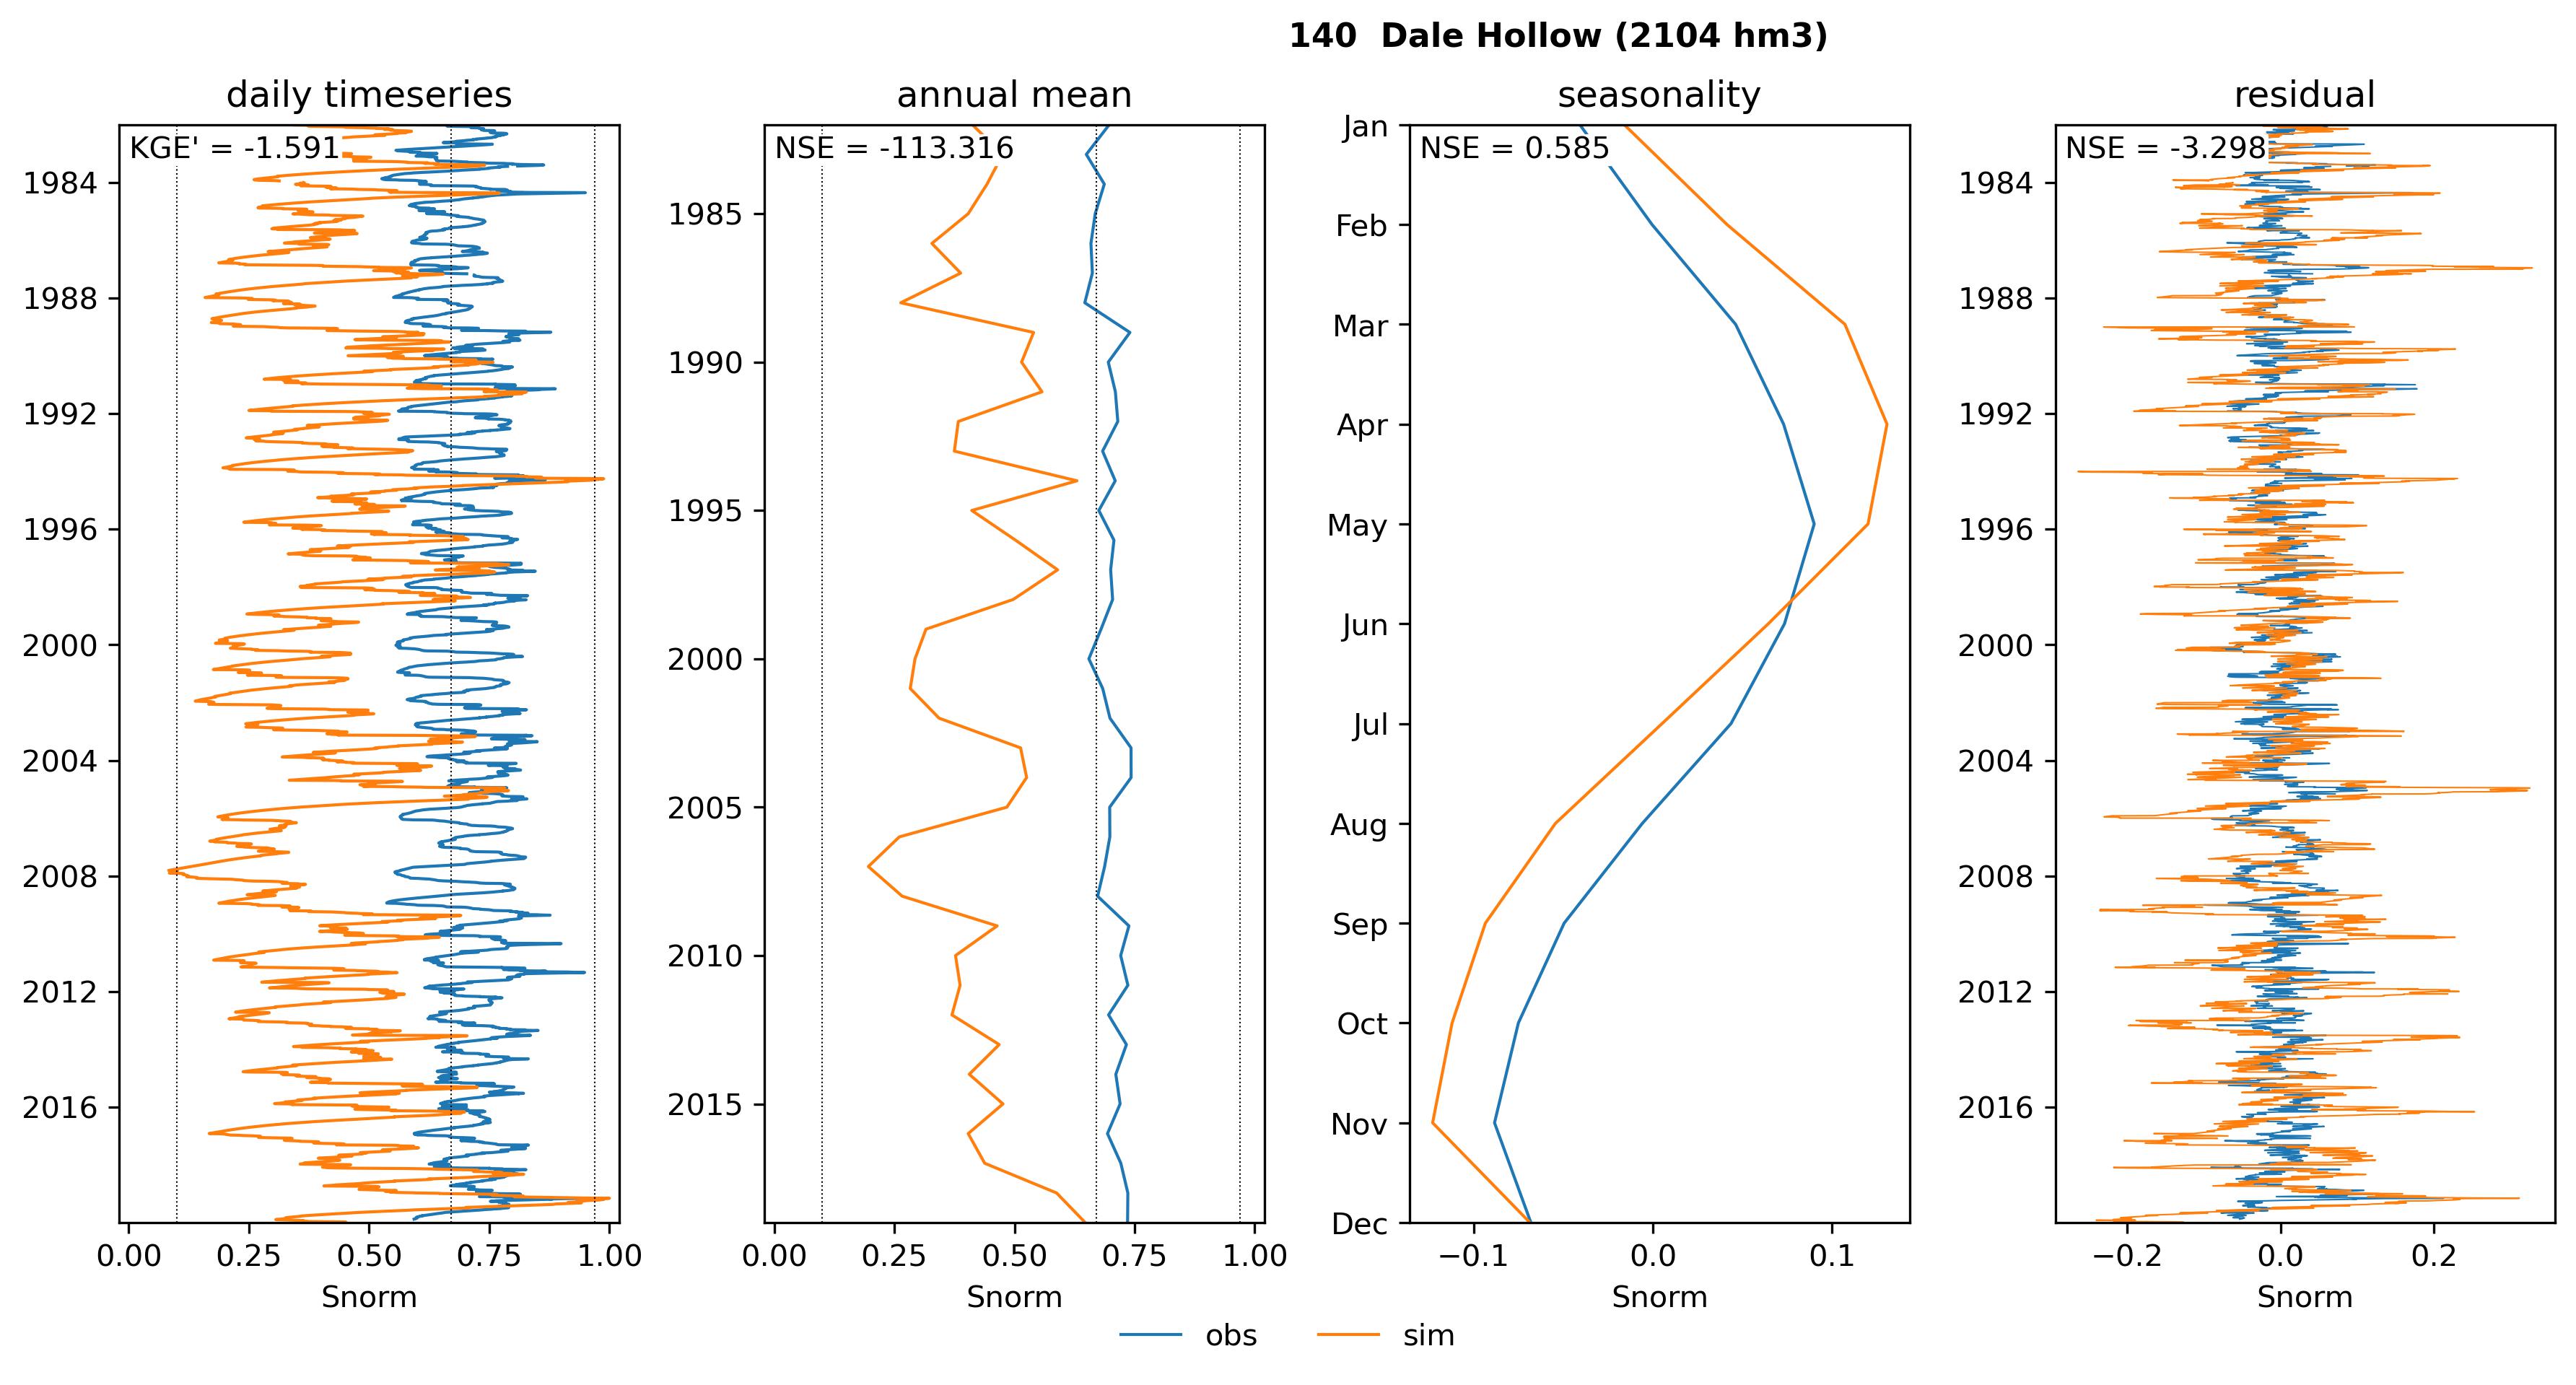 140  Dale Hollow (2104 hm3)
daily timeseries
KGE' = -1.591
1984
1988
1992
1996
2000
2004
2008
2012
2016
0.00 0.25 0.50 0.75 1.00
Snorm
annual mean
NSE = -113.316
1985
1990
1995
2000
2005
2010
2015
0.00 0.25 0.50 0.75 1.00
Snorm
seasonality
NSE = 0.585
Jan
Feb
Mar
Apr
May
Jun
Jul
Aug
Sep
Oct
Nov
Dec
−0.1 0.0 0.1
Snorm
residual
NSE = -3.298
1984
1988
1992
1996
2000
2004
2008
2012
2016
−0.2 0.0 0.2
Snorm
obs sim